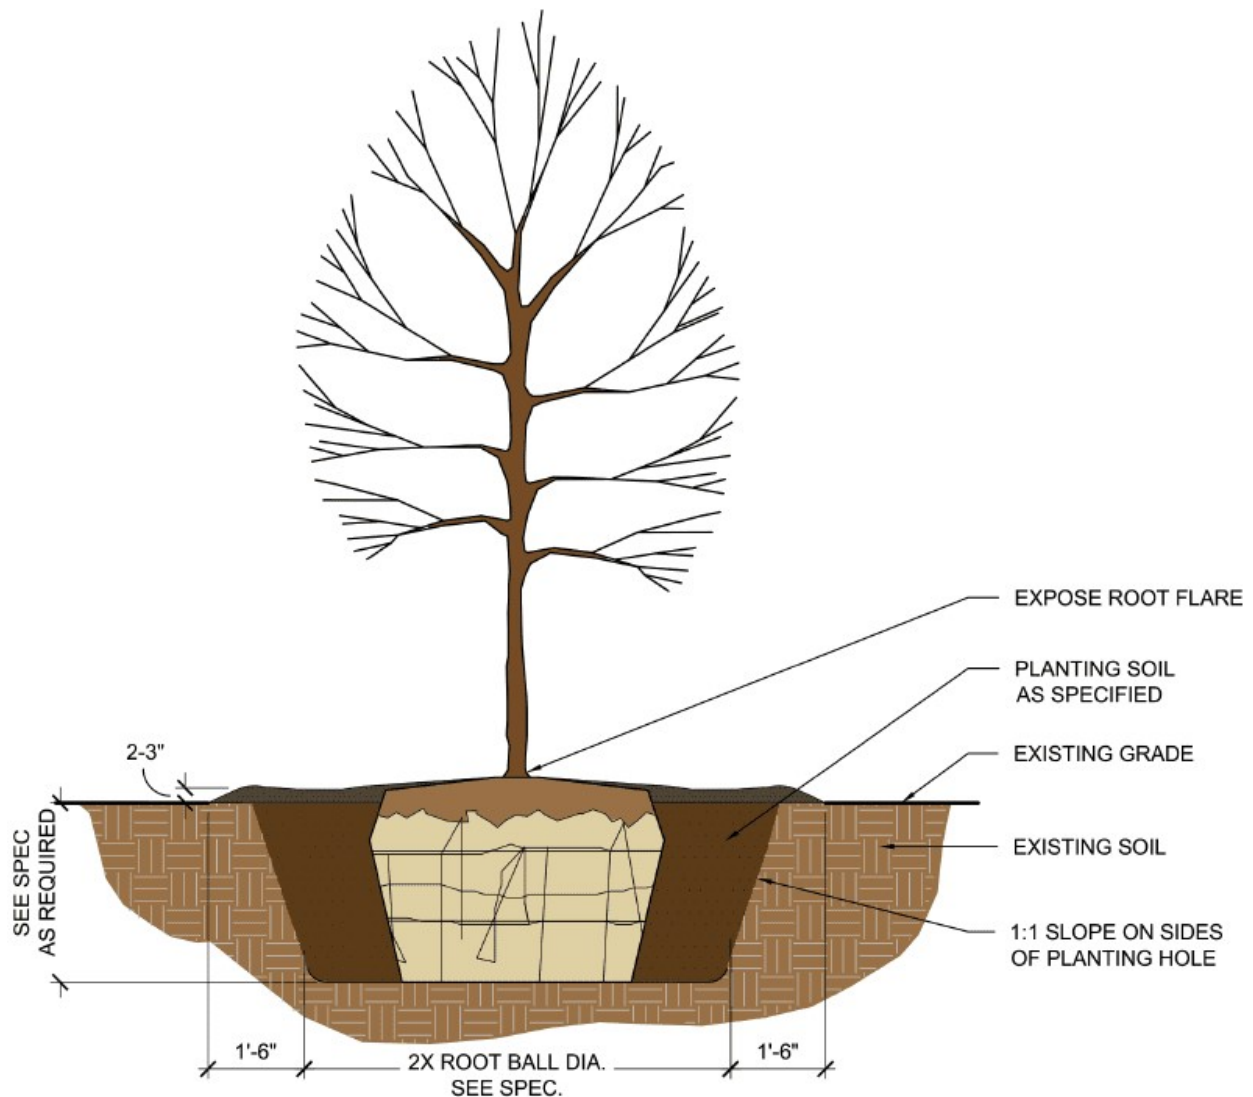 EXPOSE ROOT FLARE
PLANTING SOIL
AS SPECIFIED
2-3"
EXISTING GRADE
EXISTING SOIL
SEE SPEC
AS REQUIRED
1:1 SLOPE ON SIDES
OF PLANTING HOLE
1'-6"
2X ROOT BALL DIA.
SEE SPEC.
1'-6"